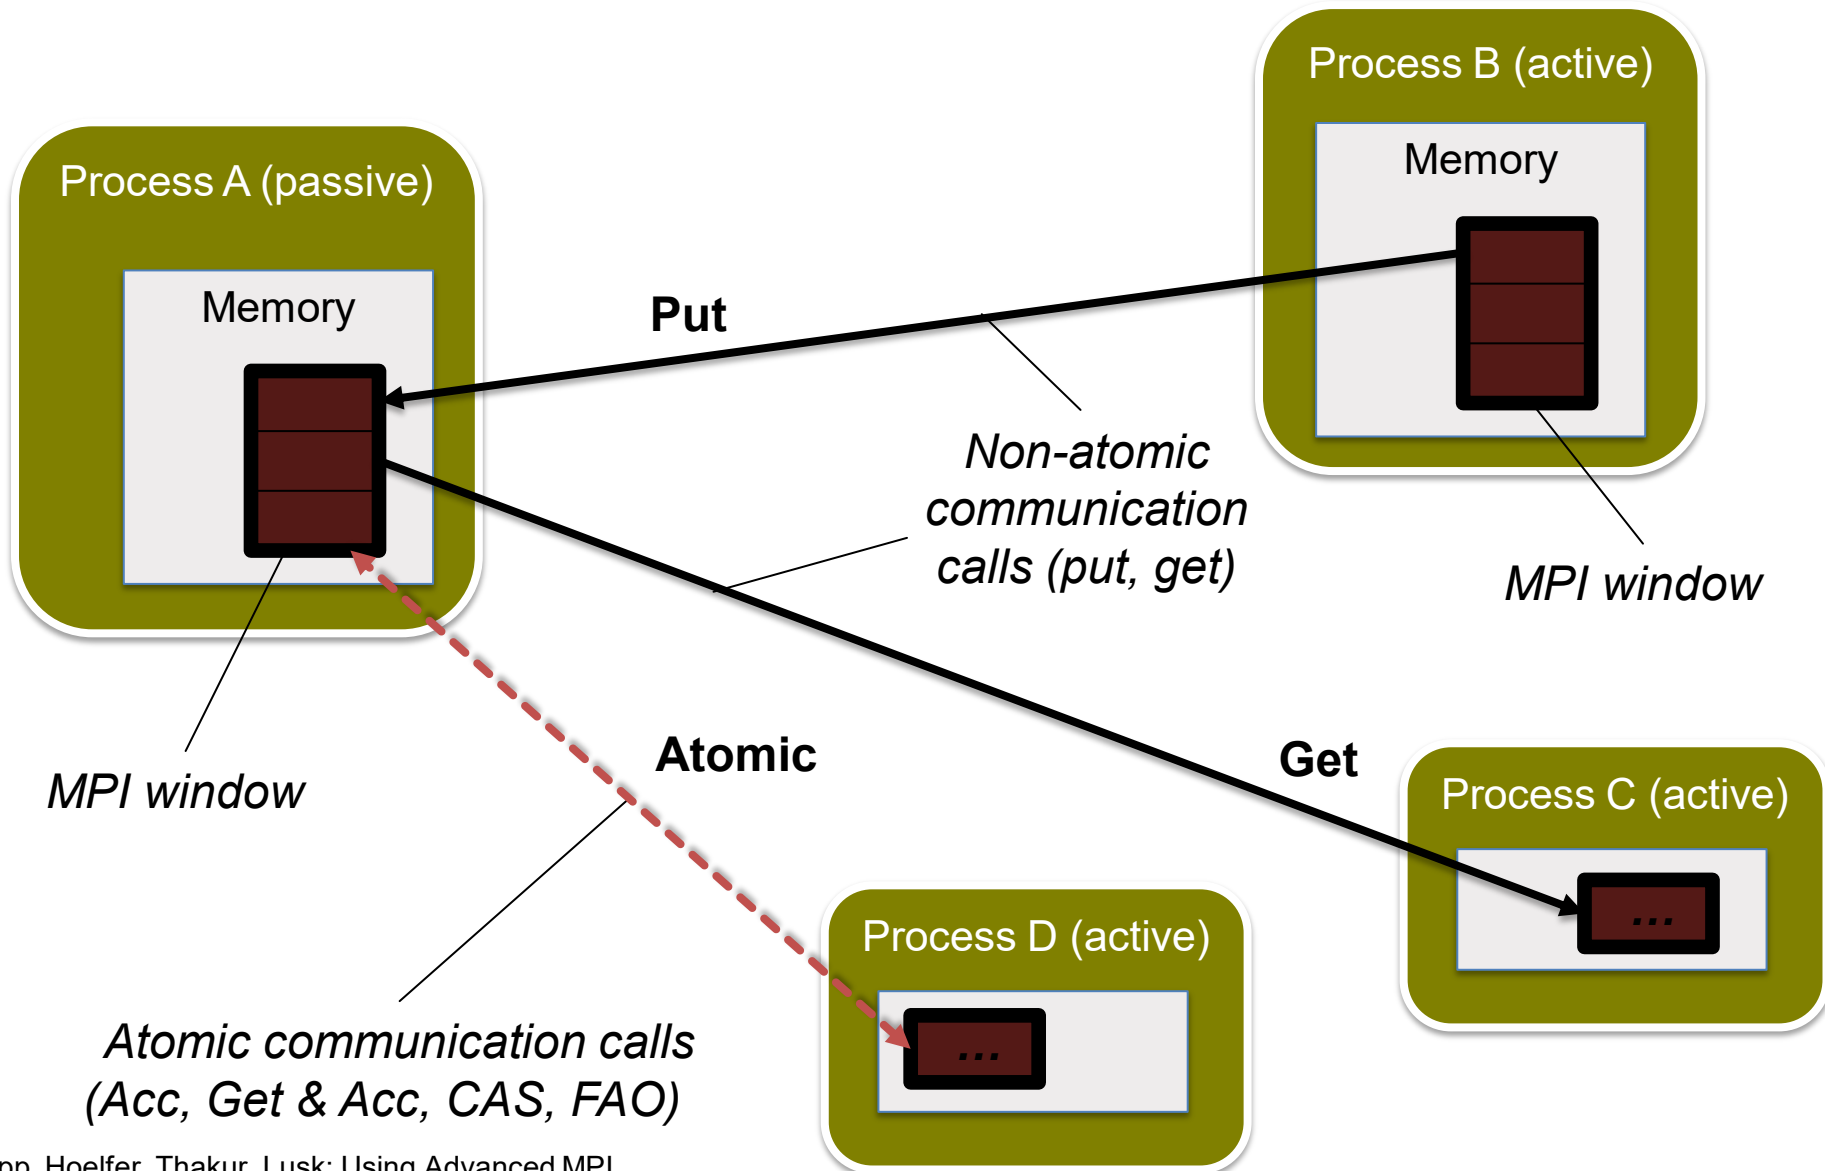 Process B (active)
Memory
Process A (passive)
Memory
Put
Non-atomic
communication
calls (put, get)
MPI window
MPI window
Atomic
Get
Process C (active)
...
Process D (active)
...
Atomic communication calls
(Acc, Get & Acc, CAS, FAO)
Hoelfer, Thakur, Lusk: Using Advanced MPI